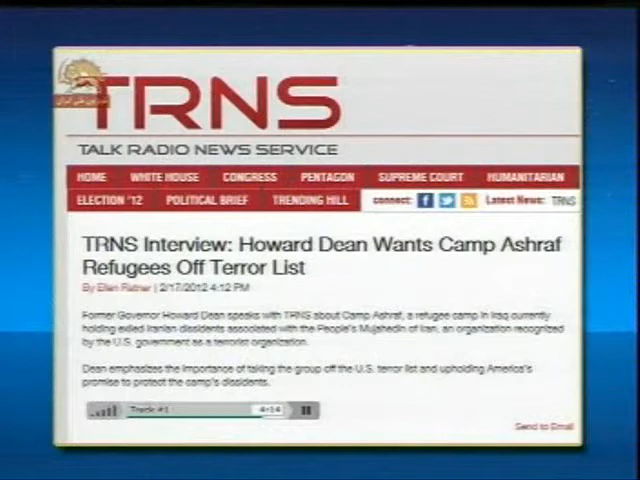 TRNS
سیمای ملی ایران
TALK RADIO NEWS SERVICE
HOME WHITE HOUSE CONGRESS PENTAGON SUPREME COURT HUMANITARIAN
ELECTION '12 POLITICAL BRIEF TRENDING HILL connect: Latest News: TRNS
TRNS Interview: Howard Dean Wants Camp Ashraf
Refugees Off Terror List
By Ellen Ratner | 2/17/2012 4:12 PM
Former Governor Howard Dean speaks with TRNS about Camp Ashraf, a refugee camp in Iraq currently
holding exiled Iranian dissidents associated with the People's Mujahedin of Iran, an organization recognized
by the U.S. government as a terrorist organization.
Dean emphasizes the importance of taking the group off the U.S. terror list and upholding America's
promise to protect the camp's dissidents.
Track #1 4:14
Send to Email